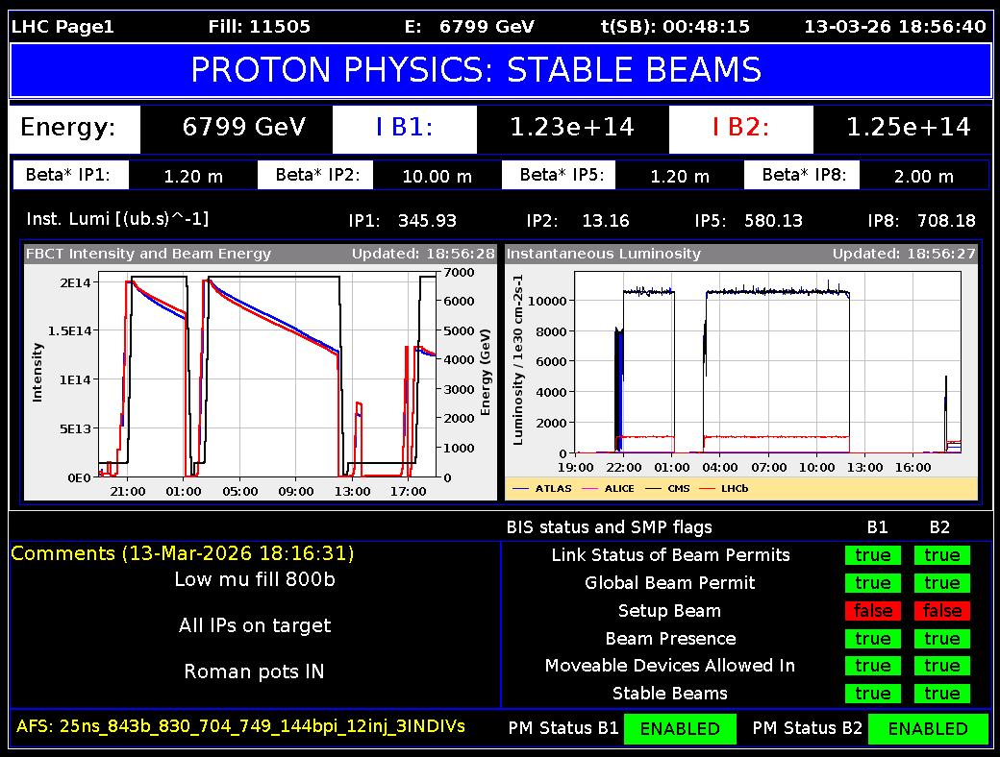 LHC Page1 Fill: 11505 E: 6799 GeV t(SB): 00:48:15 13-03-26 18:56:40
PROTON PHYSICS: STABLE BEAMS
Energy: 6799 GeV I B1: 1.23e+14 I B2: 1.25e+14
Beta* IP1: 1.20 m Beta* IP2: 10.00 m Beta* IP5: 1.20 m Beta* IP8: 2.00 m
Inst. Lumi [(ub.s)^-1] IP1: 345.93 IP2: 13.16 IP5: 580.13 IP8: 708.18
FBCT Intensity and Beam Energy Updated: 18:56:28
Intensity
2E14
1.5E14
1E14
5E13
0E0
7000
6000
5000
4000
3000
2000
1000
0
Energy (GeV)
21:00 01:00 05:00 09:00 13:00 17:00
Instantaneous Luminosity Updated: 18:56:27
Luminosity / 1e30 cm-2s-1
10000
8000
6000
4000
2000
0
19:00 22:00 01:00 04:00 07:00 10:00 13:00 16:00
ATLAS ALICE CMS LHCb
Comments (13-Mar-2026 18:16:31)
Low mu fill 800b
All IPs on target
Roman pots IN
BIS status and SMP flags B1 B2
Link Status of Beam Permits true true
Global Beam Permit true true
Setup Beam false false
Beam Presence true true
Moveable Devices Allowed In true true
Stable Beams true true
AFS: 25ns_843b_830_704_749_144bpi_12inj_3INDIVs
PM Status B1 ENABLED PM Status B2 ENABLED